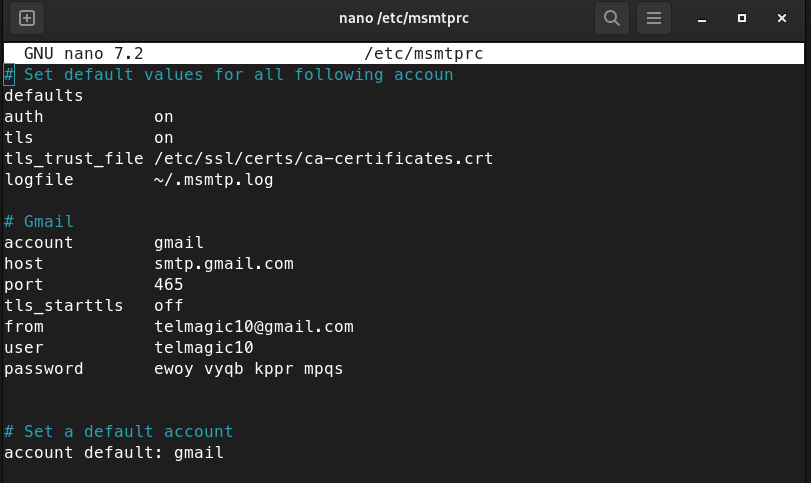 nano /etc/msmtprc
GNU nano 7.2 /etc/msmtprc
# Set default values for all following accoun
defaults
auth on
tls on
tls_trust_file /etc/ssl/certs/ca-certificates.crt
logfile ~/.msmtp.log
# Gmail
account gmail
host smtp.gmail.com
port 465
tls_starttls off
from telmagic10@gmail.com
user telmagic10
password ewoy vyqb kppr mpqs
# Set a default account
account default: gmail